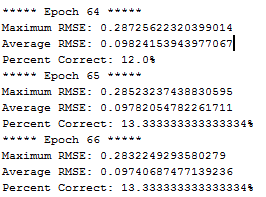 ***** Epoch 64 *****
Maximum RMSE: 0.28725622320399014
Average RMSE: 0.09824153943977067
Percent Correct: 12.0%
***** Epoch 65 *****
Maximum RMSE: 0.28523237438830595
Average RMSE: 0.09782054782261711
Percent Correct: 13.333333333333334%
***** Epoch 66 *****
Maximum RMSE: 0.2832249293580279
Average RMSE: 0.09740687477139236
Percent Correct: 13.333333333333334%